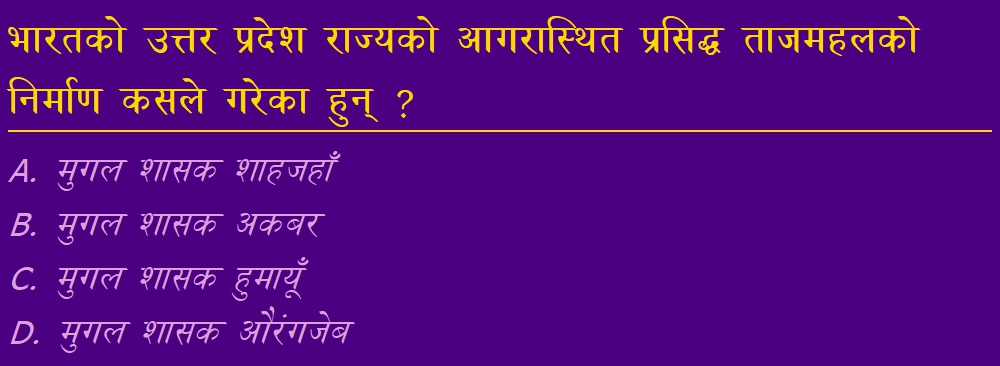 भारतको उत्तर प्रदेश राज्यको आगरास्थित प्रसिद्ध ताजमहलको
निर्माण कसले गरेका हुन् ?
A. मुगल शासक शाहजहाँ
B. मुगल शासक अकबर
C. मुगल शासक हुमायूँ
D. मुगल शासक औरंगजेब